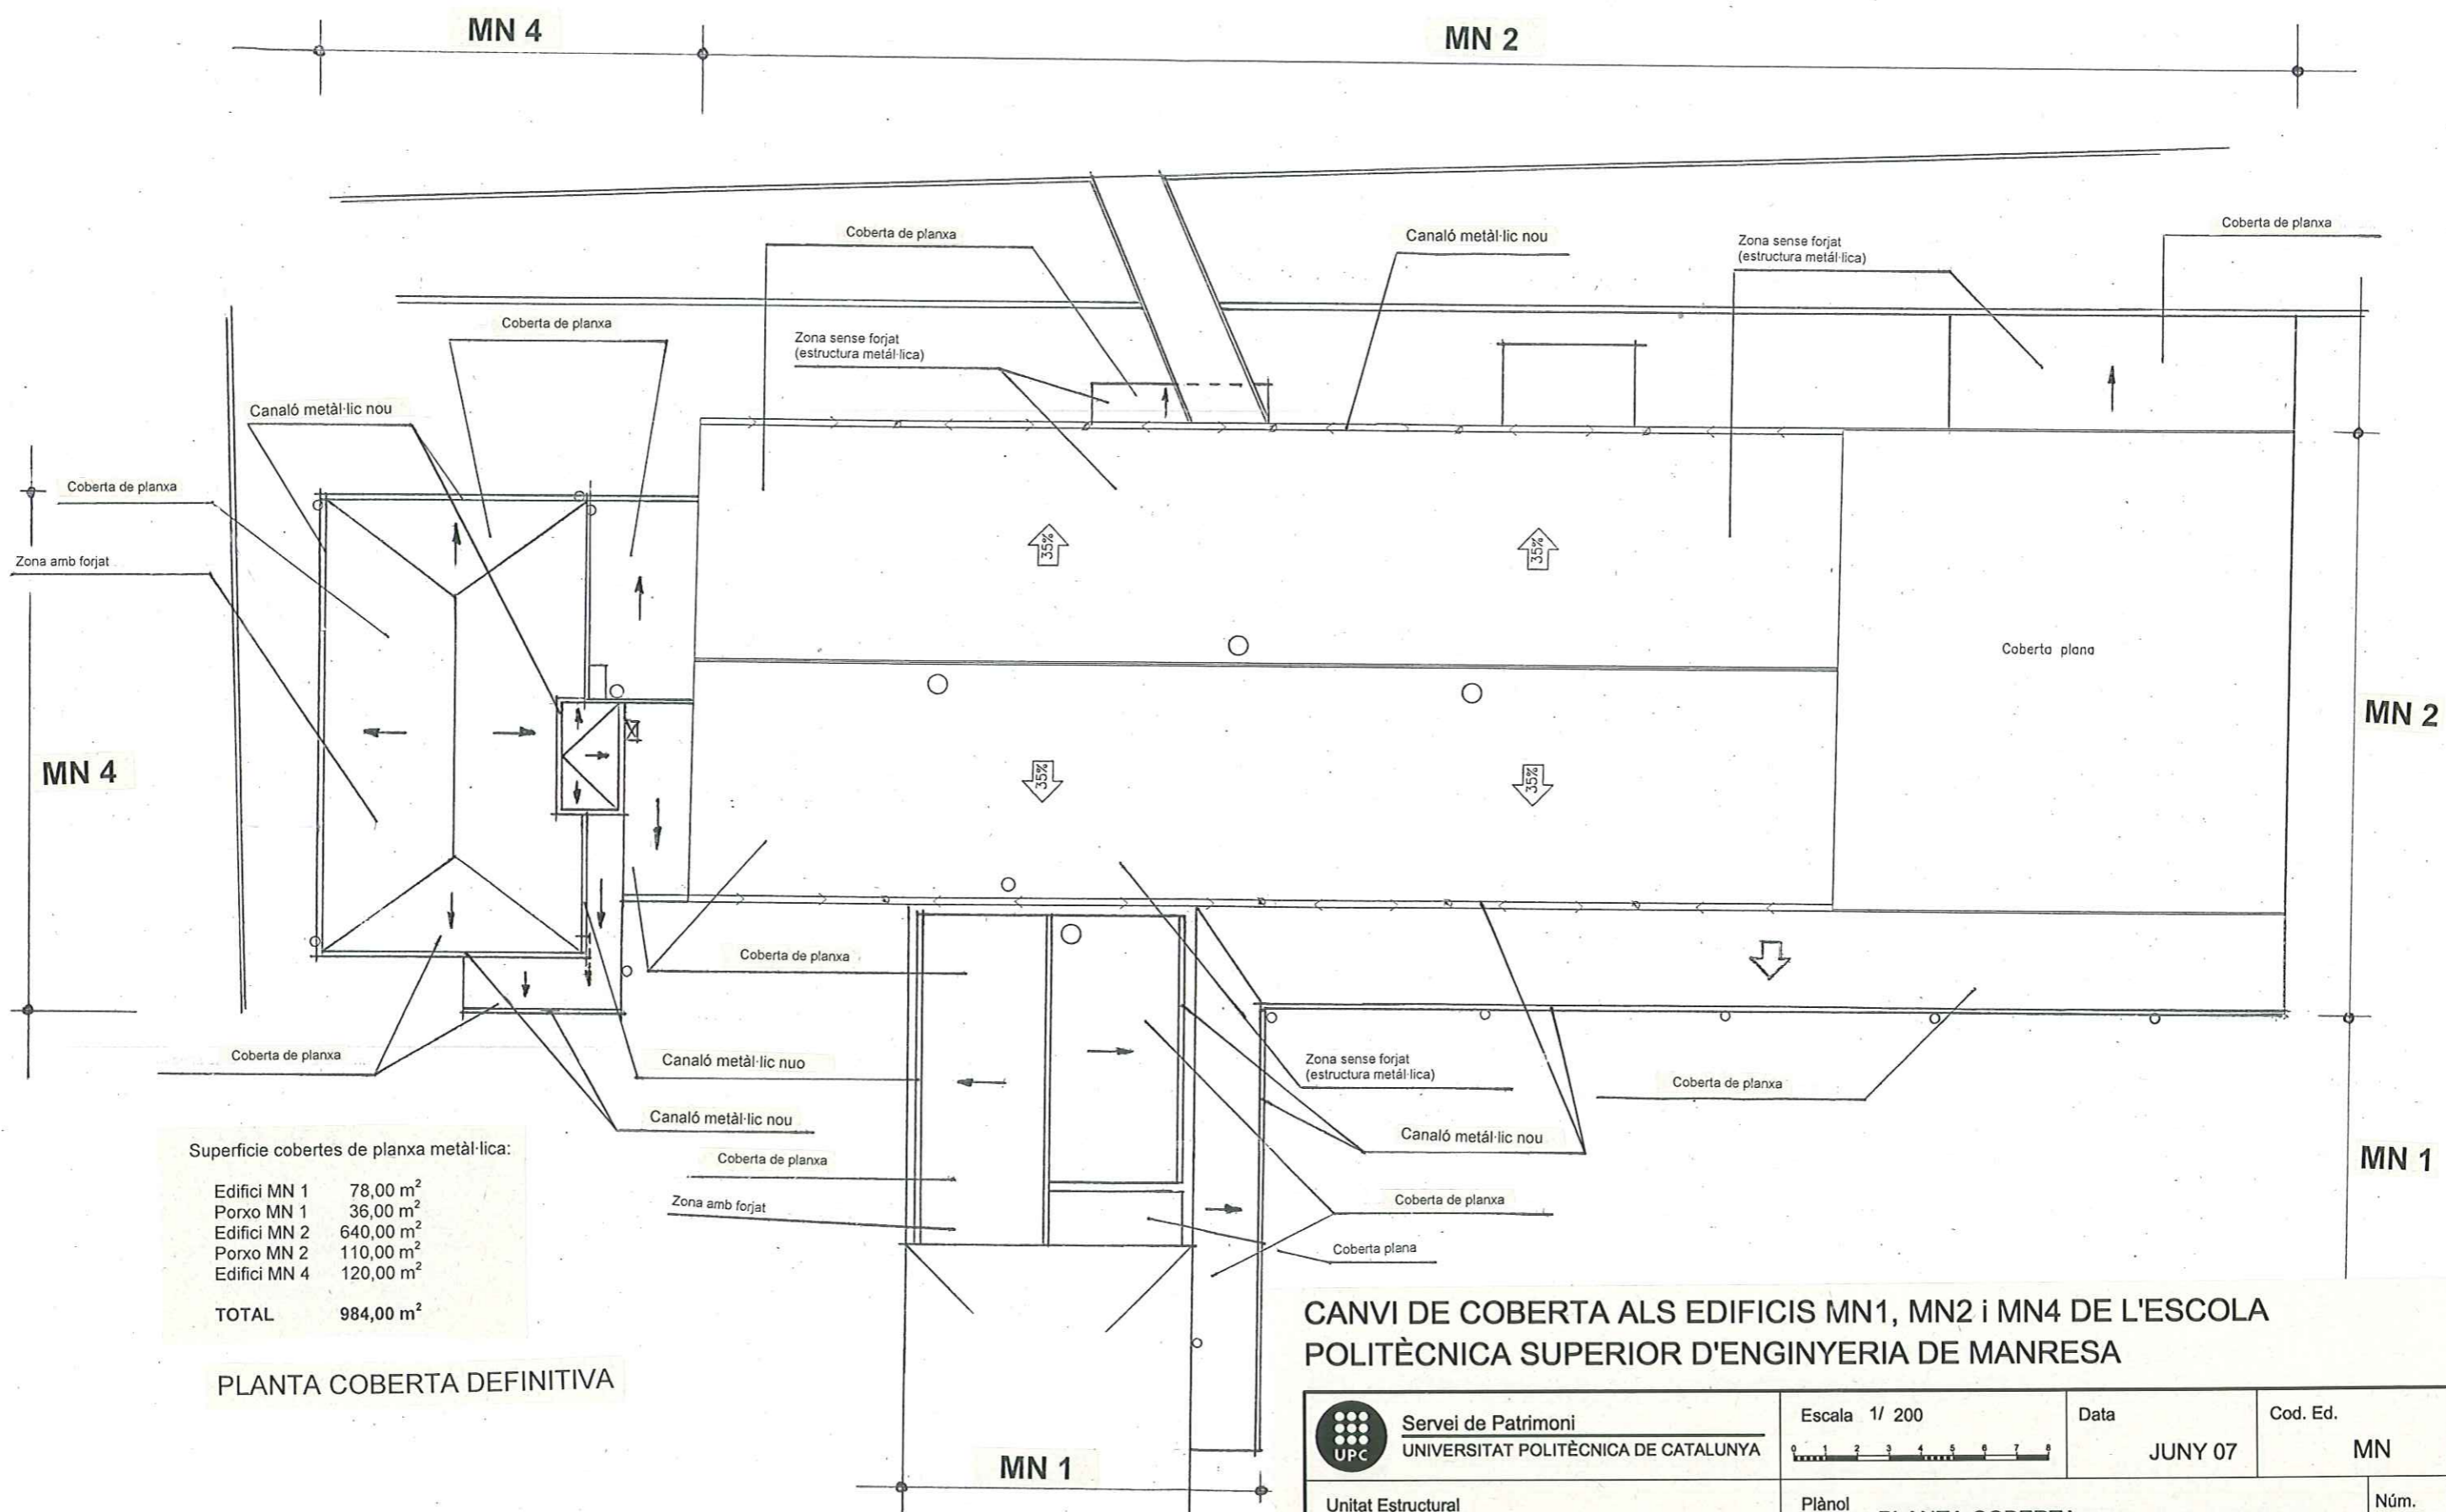 MN 4
MN 2
Coberta de planxa
Canaló metàl·lic nou
Zona sense forjat
(estructura metál·lica)
Coberta de planxa
Coberta de planxa
Zona sense forjat
(estructura metál·lica)
Canaló metàl·lic nou
Coberta de planxa
Zona amb forjat
35%
35%
Coberta plana
MN 2
MN 4
35%
35%
Coberta de planxa
Coberta de planxa
Canaló metàl·lic nuo
Zona sense forjat
(estructura metál·lica)
Coberta de planxa
Canaló metàl·lic nou
Canaló metál·lic nou
MN 1
Coberta de planxa
Zona amb forjat
Coberta de planxa
Coberta plana
Superficie cobertes de planxa metàl·lica:
Edifici MN 1 78,00 m²
Porxo MN 1 36,00 m²
Edifici MN 2 640,00 m²
Porxo MN 2 110,00 m²
Edifici MN 4 120,00 m²
TOTAL 984,00 m²
PLANTA COBERTA DEFINITIVA
MN 1
CANVI DE COBERTA ALS EDIFICIS MN1, MN2 i MN4 DE L'ESCOLA
POLITÈCNICA SUPERIOR D'ENGINYERIA DE MANRESA
UPC
Servei de Patrimoni
UNIVERSITAT POLITÈCNICA DE CATALUNYA
Escala 1/ 200
0 1 2 3 4 5 6 7 8
Data
JUNY 07
Cod. Ed.
MN
Unitat Estructural
Plànol
PLANTA COBERTA
Núm.